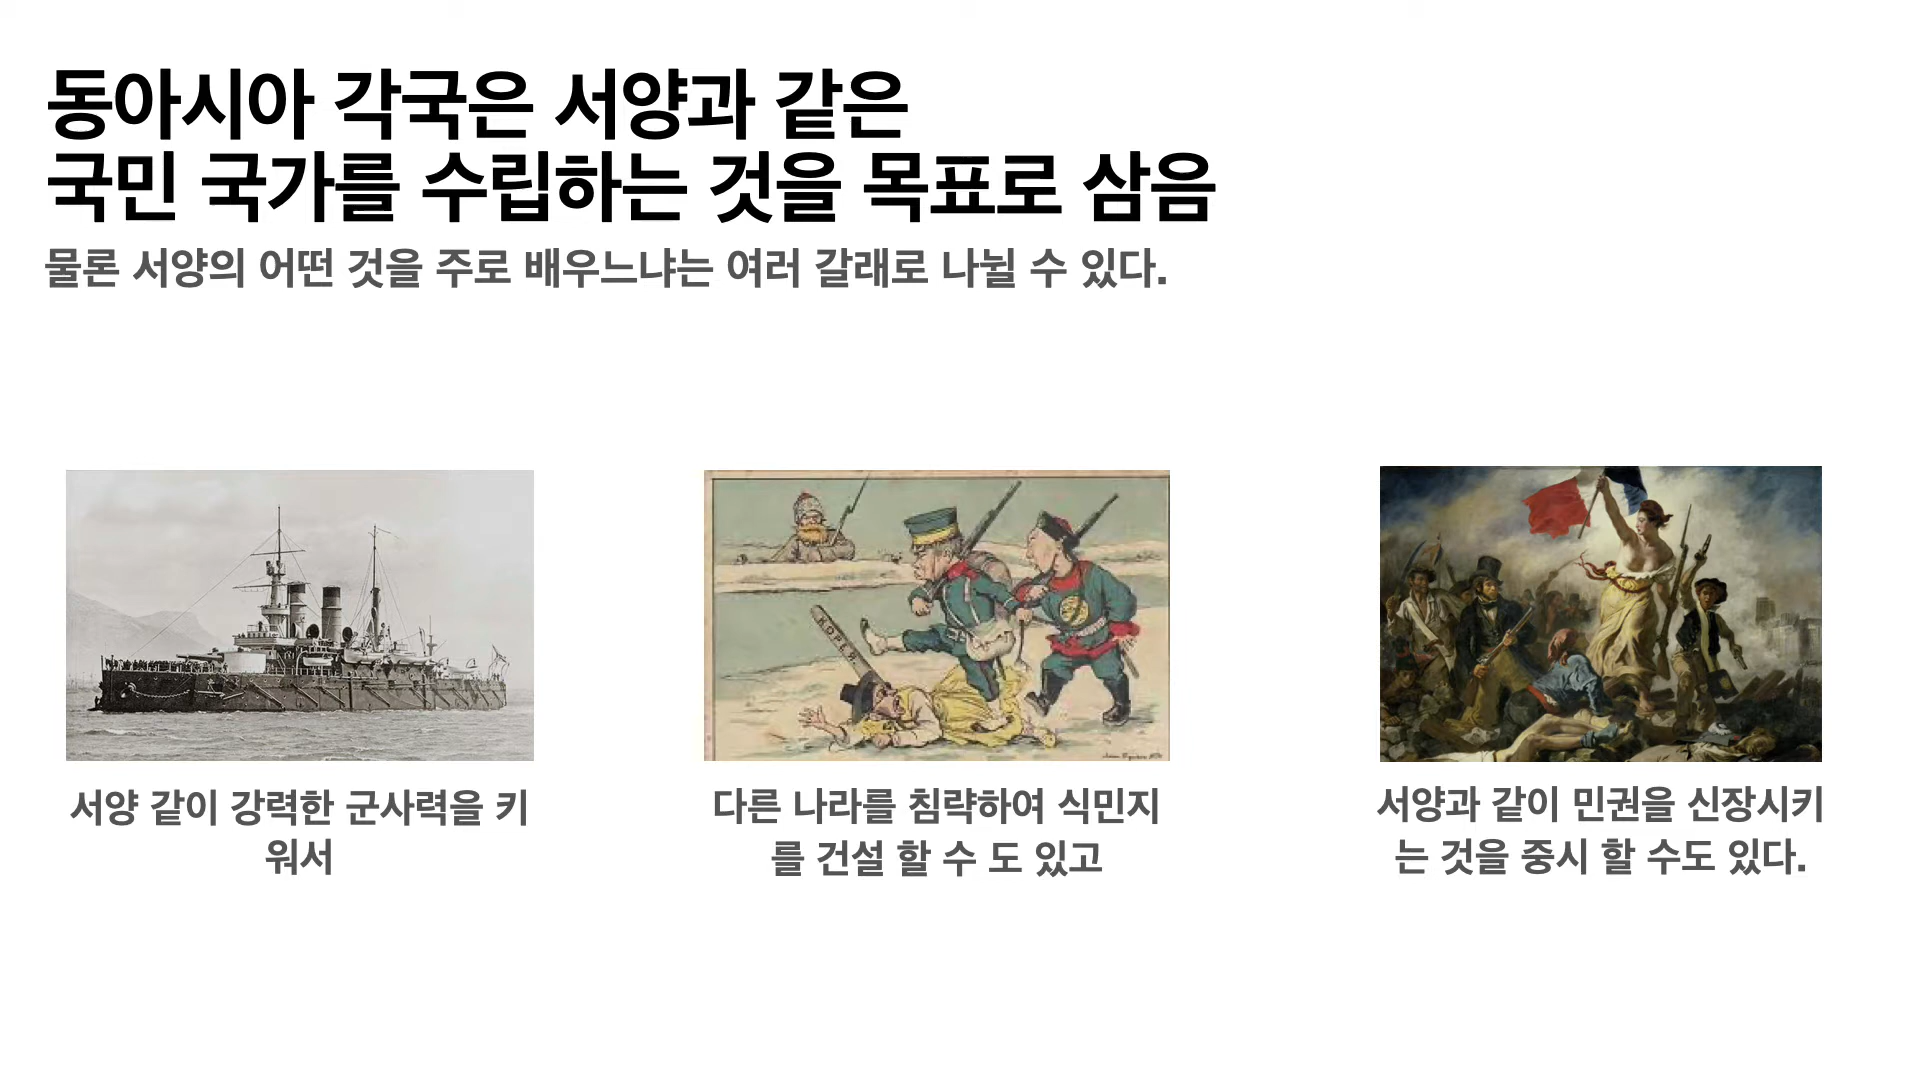 동아시아 각국은 서양과 같은
국민 국가를 수립하는 것을 목표로 삼음
물론 서양의 어떤 것을 주로 배우느냐는 여러 갈래로 나뉠 수 있다.
서양 같이 강력한 군사력을 키
워서
다른 나라를 침략하여 식민지
를 건설 할 수 도 있고
서양과 같이 민권을 신장시키
는 것을 중시 할 수도 있다.